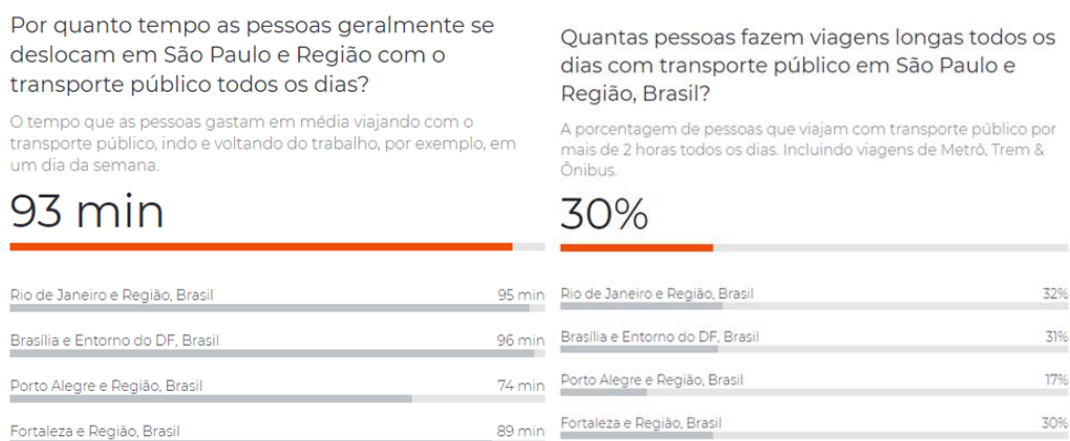 Por quanto tempo as pessoas geralmente se
deslocam em São Paulo e Região com o
transporte público todos os dias?
O tempo que as pessoas gastam em média viajando com o
transporte público, indo e voltando do trabalho, por exemplo, em
um dia da semana.
93 min
Rio de Janeiro e Região, Brasil 95 min
Brasília e Entorno do DF, Brasil 96 min
Porto Alegre e Região, Brasil 74 min
Fortaleza e Região, Brasil 89 min
Quantas pessoas fazem viagens longas todos os
dias com transporte público em São Paulo e
Região, Brasil?
A porcentagem de pessoas que viajam com transporte público por
mais de 2 horas todos os dias. Incluindo viagens de Metrô, Trem &
Ônibus.
30%
Rio de Janeiro e Região, Brasil 32%
Brasília e Entorno do DF, Brasil 31%
Porto Alegre e Região, Brasil 17%
Fortaleza e Região, Brasil 30%